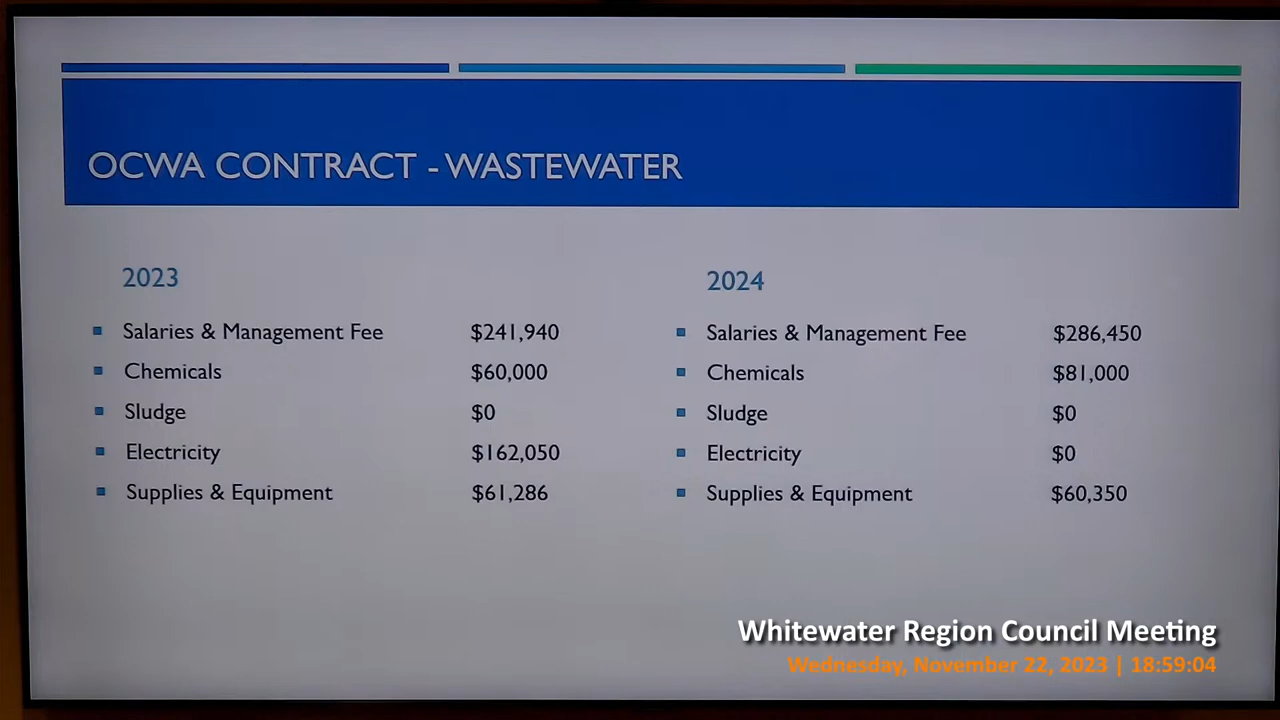 OCWA CONTRACT - WASTEWATER
2023
Salaries & Management Fee $241,940
Chemicals $60,000
Sludge $0
Electricity $162,050
Supplies & Equipment $61,286
2024
Salaries & Management Fee $286,450
Chemicals $81,000
Sludge $0
Electricity $0
Supplies & Equipment $60,350
Whitewater Region Council Meeting
Wednesday, November 22, 2023 | 18:59:04